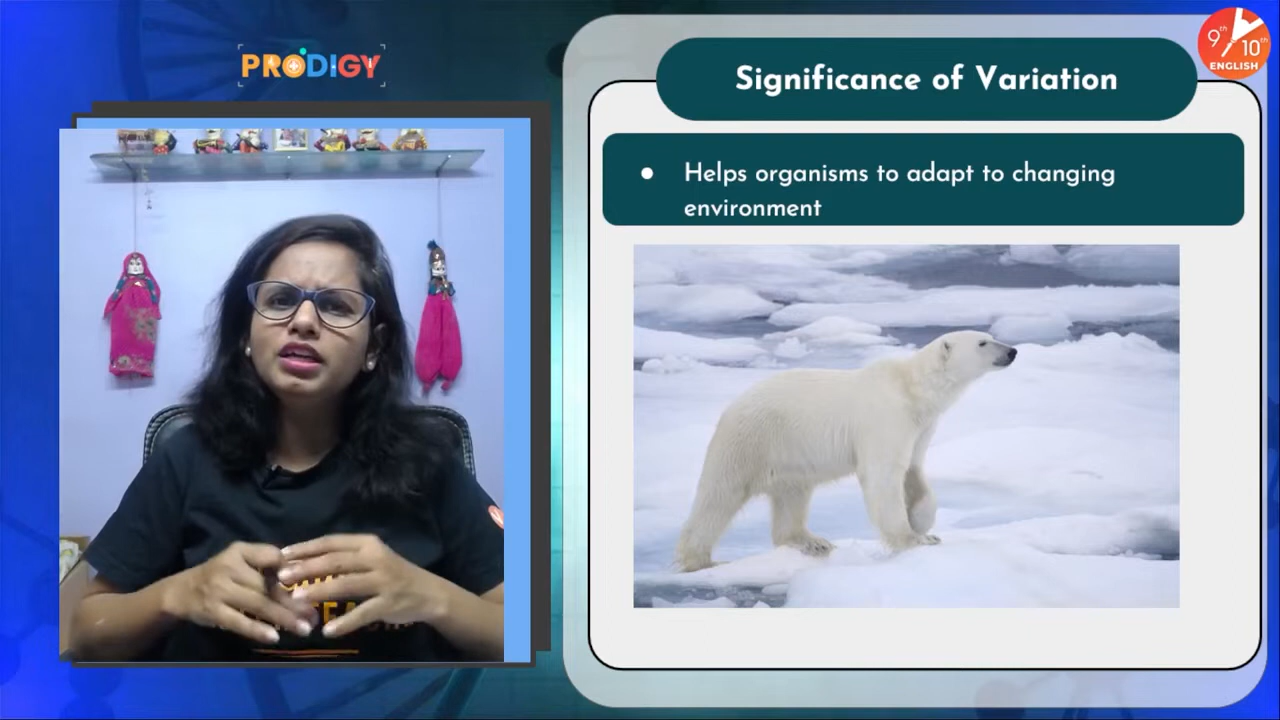 PRODIGY
Significance of Variation
9th 10th
ENGLISH
● Helps organisms to adapt to changing
environment